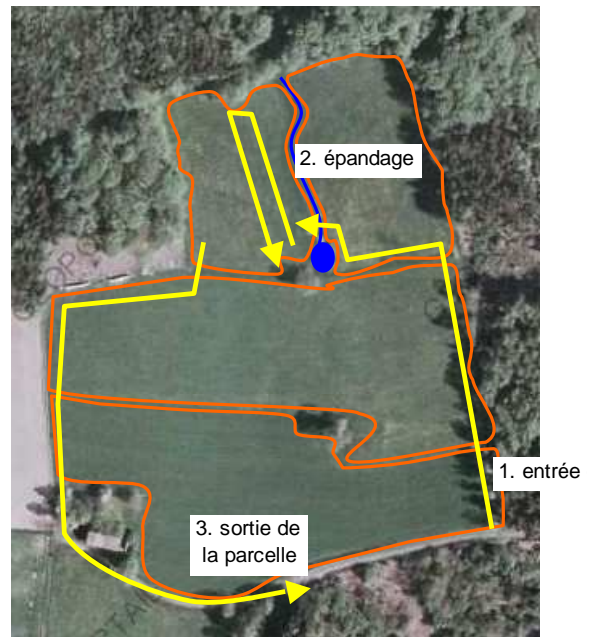 2. épandage
1. entrée
3. sortie de
la parcelle